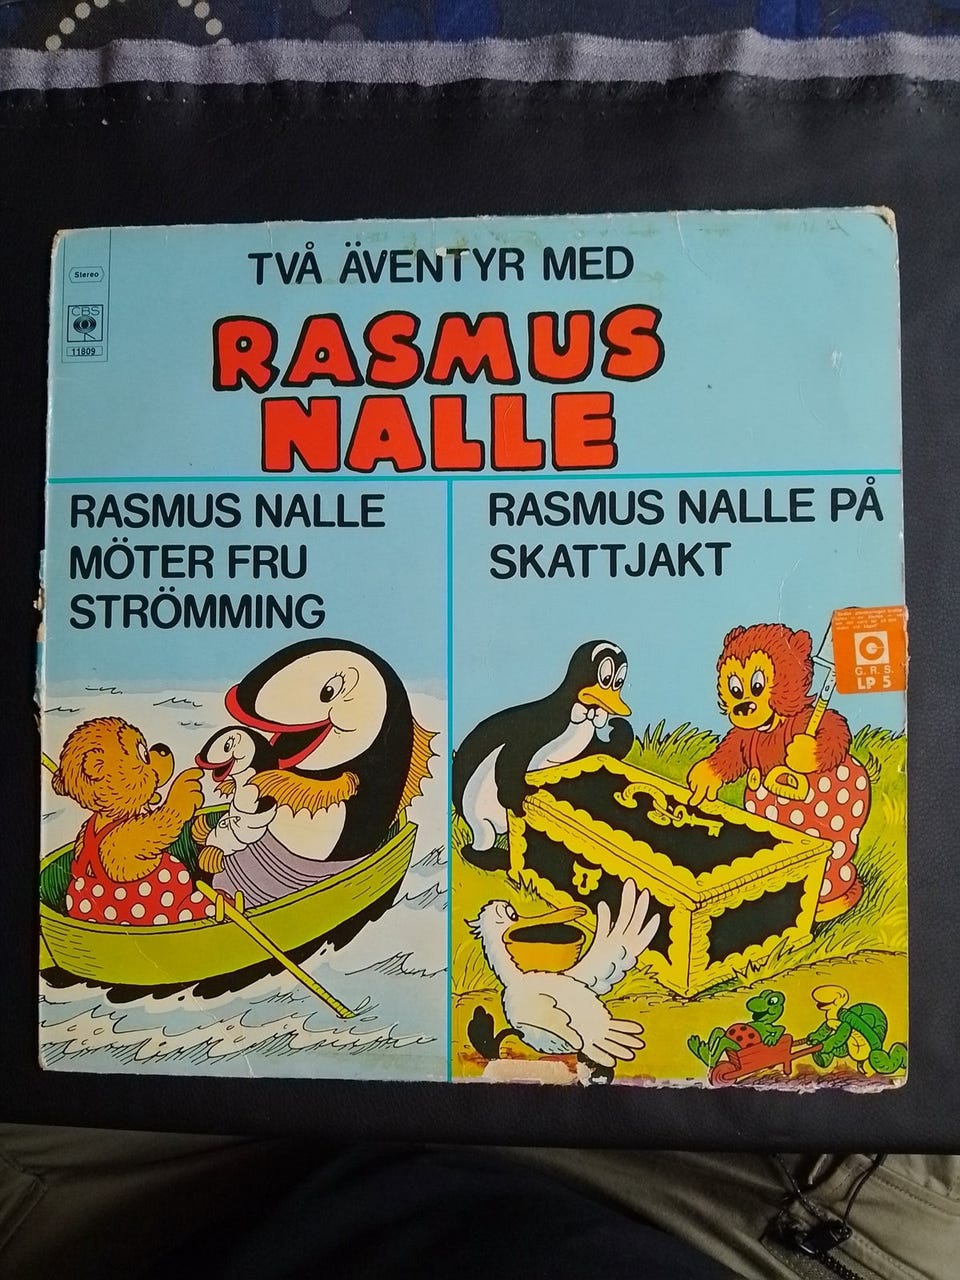 TVÅ ÄVENTYR MED
Stereo
CBS
11809
RASMUS
NALLE
RASMUS NALLE
MÖTER FRU
STRÖMMING
RASMUS NALLE PÅ
SKATTJAKT
G. R. S.
LP 5